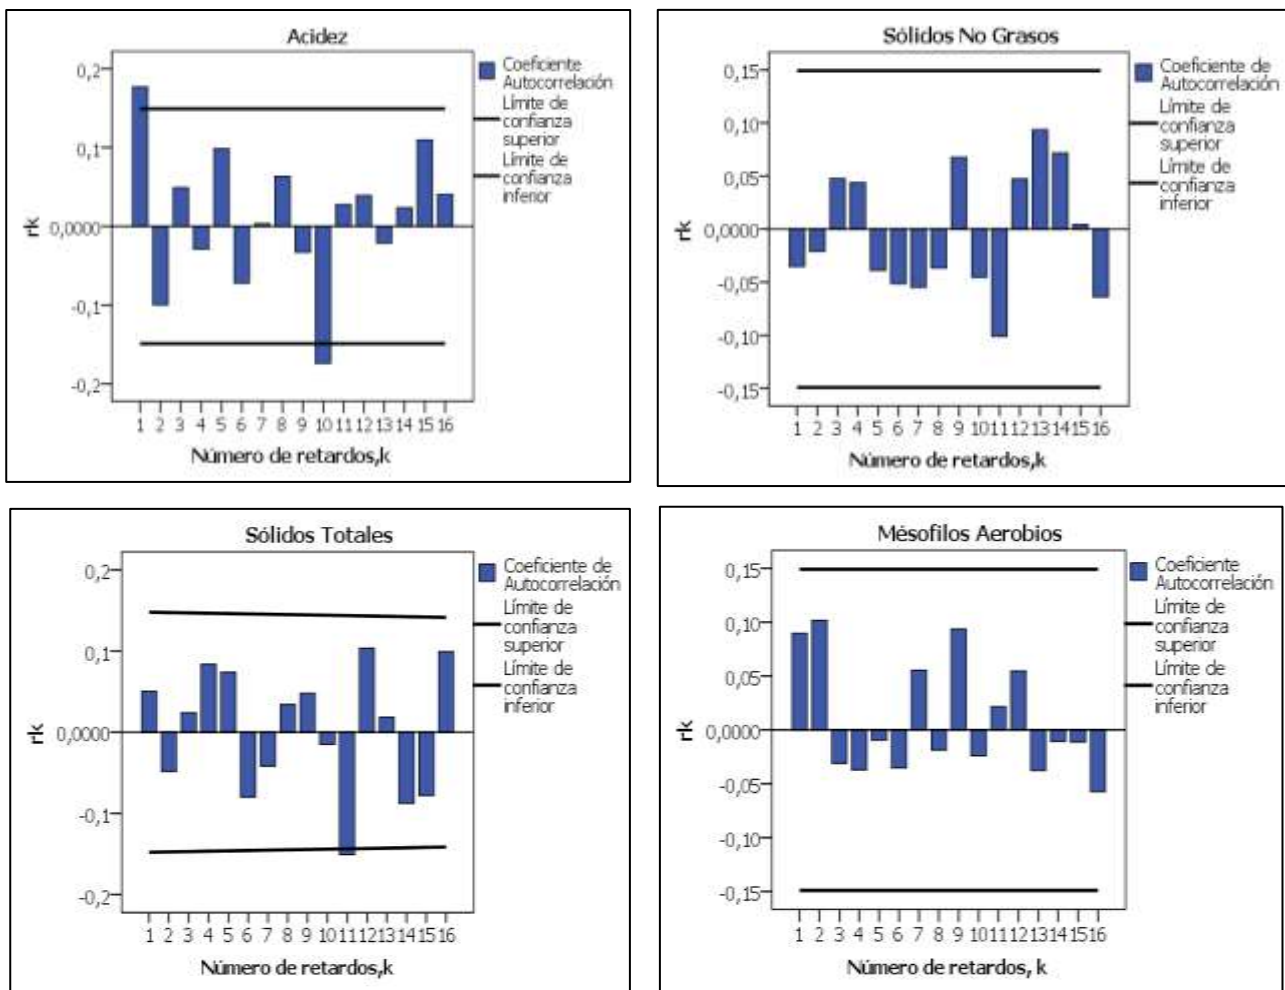 Acidez
Coeficiente
Autocorrelación
Límite de
confianza
superior
Límite de
confianza
inferior
0,2
0,1
0,0000
-0,1
-0,2
rk
1 2 3 4 5 6 7 8 9 10 11 12 13 14 15 16
Número de retardos,k
Sólidos No Grasos
Coeficiente de
Autocorrelación
Límite de
confianza
superior
Límite de
confianza
inferior
0,15
0,10
0,05
0,0000
-0,05
-0,10
-0,15
rk
1 2 3 4 5 6 7 8 9 10 11 12 13 14 15 16
Número de retardos,k
Sólidos Totales
Coeficiente de
Autocorrelación
Límite de
confianza
superior
Límite de
confianza
inferior
0,2
0,1
0,0000
-0,1
-0,2
rk
1 2 3 4 5 6 7 8 9 10 11 12 13 14 15 16
Número de retardos,k
Mésofilos Aerobios
Coeficiente
Autocorrelación
Límite de
confianza
superior
Límite de
confianza
inferior
0,15
0,10
0,05
0,0000
-0,05
-0,10
-0,15
rk
1 2 3 4 5 6 7 8 9 10 11 12 13 14 15 16
Número de retardos, k